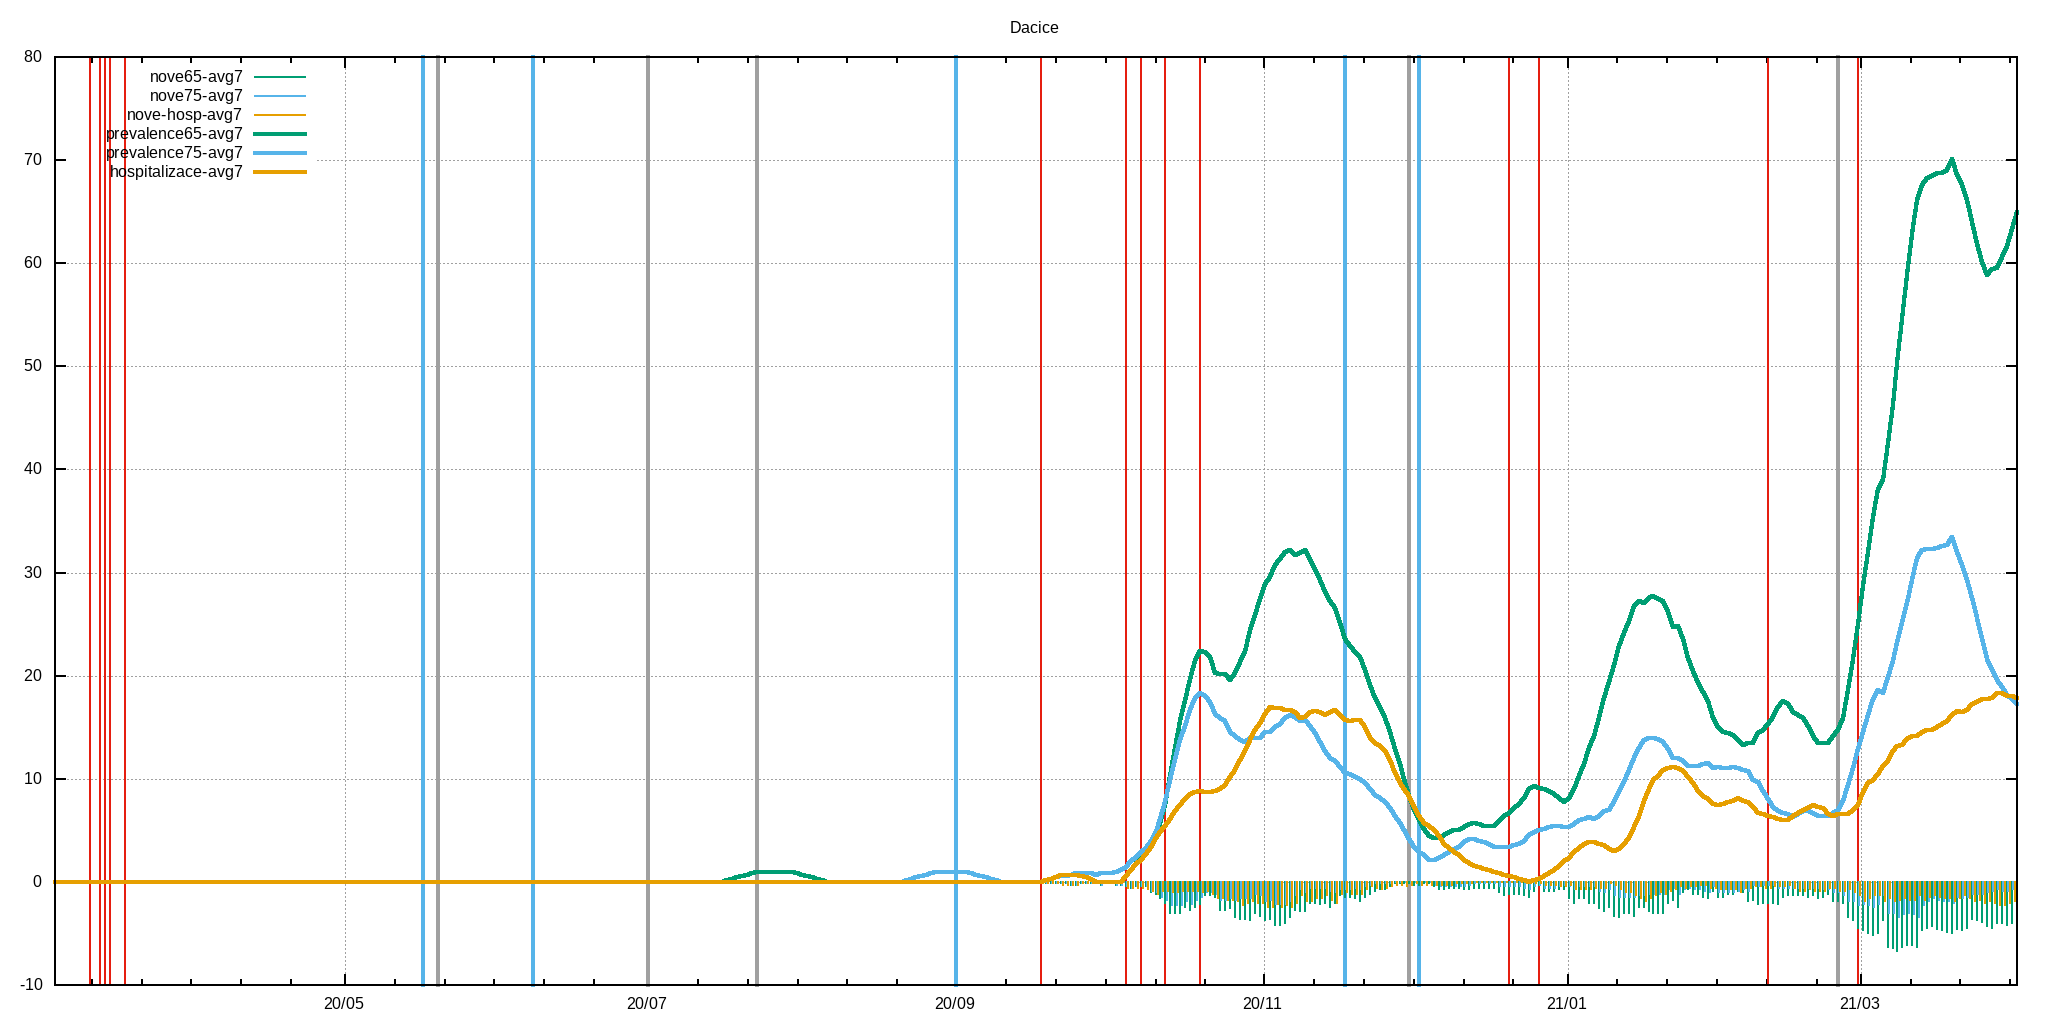 Dacice
80
70
60
50
40
30
20
10
0
-10
nove65-avg7
nove75-avg7
nove-hosp-avg7
prevalence65-avg7
prevalence75-avg7
hospitalizace-avg7
20/05 20/07 20/09 20/11 21/01 21/03